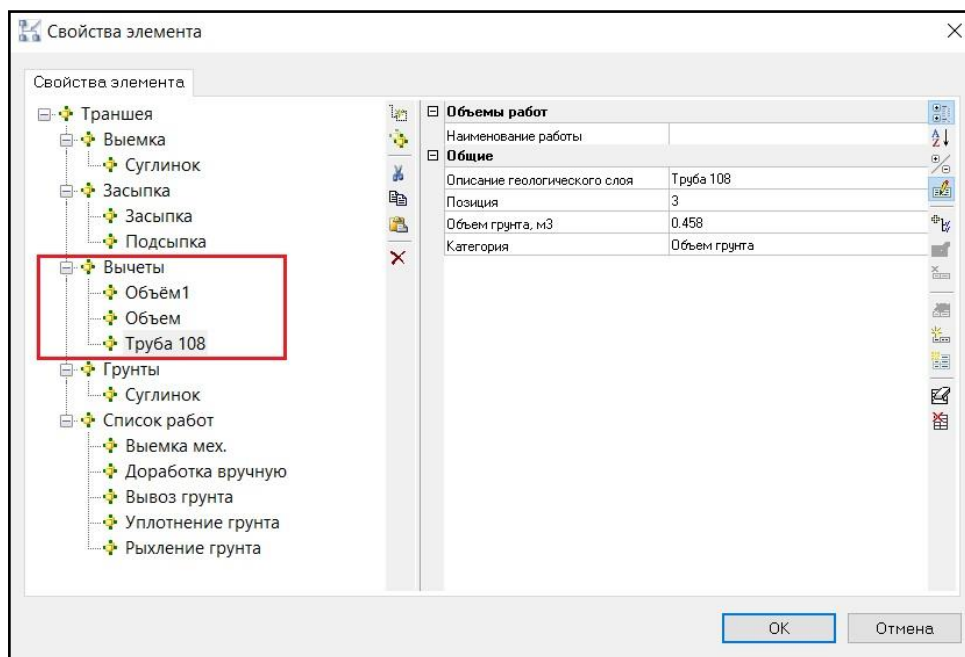 Свойства элемента
Свойства элемента
Траншея
Выемка
Суглинок
Засыпка
Засыпка
Подсыпка
Вычеты
Объём1
Объем
Труба 108
Грунты
Суглинок
Список работ
Выемка мех.
Доработка вручную
Вывоз грунта
Уплотнение грунта
Рыхление грунта
Объемы работ
Наименование работы
Общие
Описание геологического слоя Труба 108
Позиция 3
Объем грунта, м3 0.458
Категория Объем грунта
OK Отмена